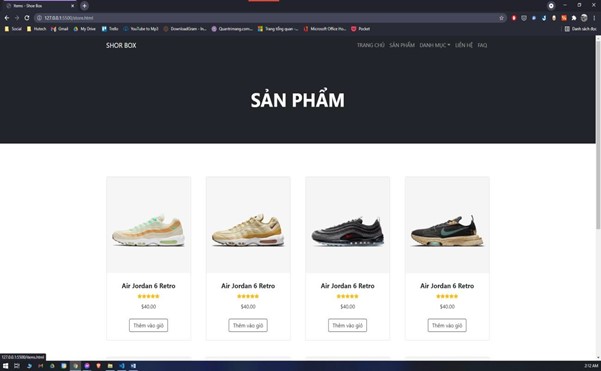 Items - Shor Box
127.0.0.1:5500/store.html
Social
Hotech
Gmail
My Drive
Trello
YouTube to Mp3
DownloadGram - In...
Quantrimang.com...
Trang tổng quan -...
Microsoft Office Ho...
Pocket
Danh sách đọc
SHOR BOX
TRANG CHỦ SẢN PHẨM DANH MỤC LIÊN HỆ FAQ
SẢN PHẨM
Air Jordan 6 Retro
$40.00
Thêm vào giỏ
Air Jordan 6 Retro
$40.00
Thêm vào giỏ
Air Jordan 6 Retro
$40.00
Thêm vào giỏ
Air Jordan 6 Retro
$40.00
Thêm vào giỏ
127.0.0.1:5500/items.html
2:12 AM